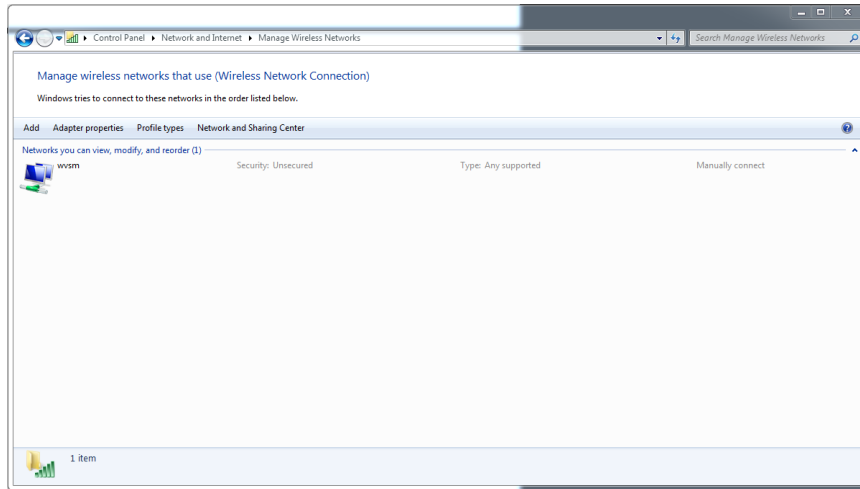 Control Panel Network and Internet Manage Wireless Networks Search Manage Wireless Networks
Manage wireless networks that use (Wireless Network Connection)
Windows tries to connect to these networks in the order listed below.
Add Adapter properties Profile types Network and Sharing Center
Networks you can view, modify, and reorder (1)
wvsm Security: Unsecured Type: Any supported Manually connect
1 item